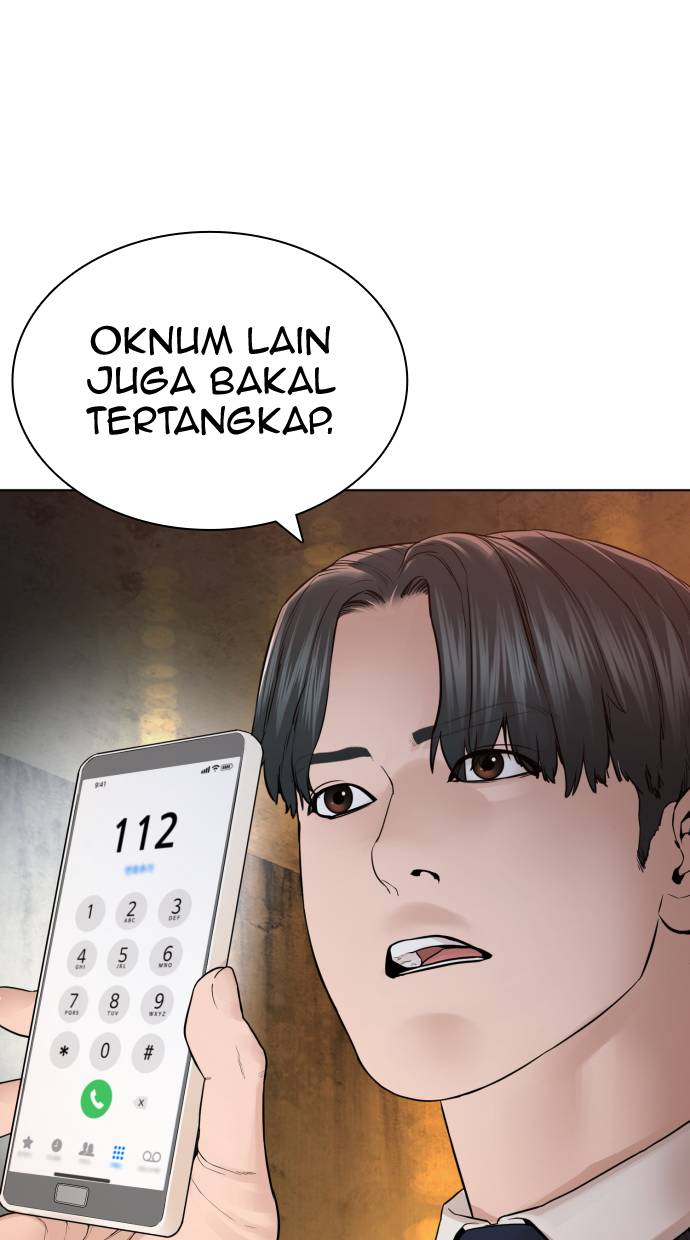 OKNUM LAIN
JUGA BAKAL
TERTANGKAP.
9:41
112
1 2 ABC 3 DEF
4 GHI 5 JKL 6 MNO
7 PQRS 8 TUV 9 WXYZ
* 0 #